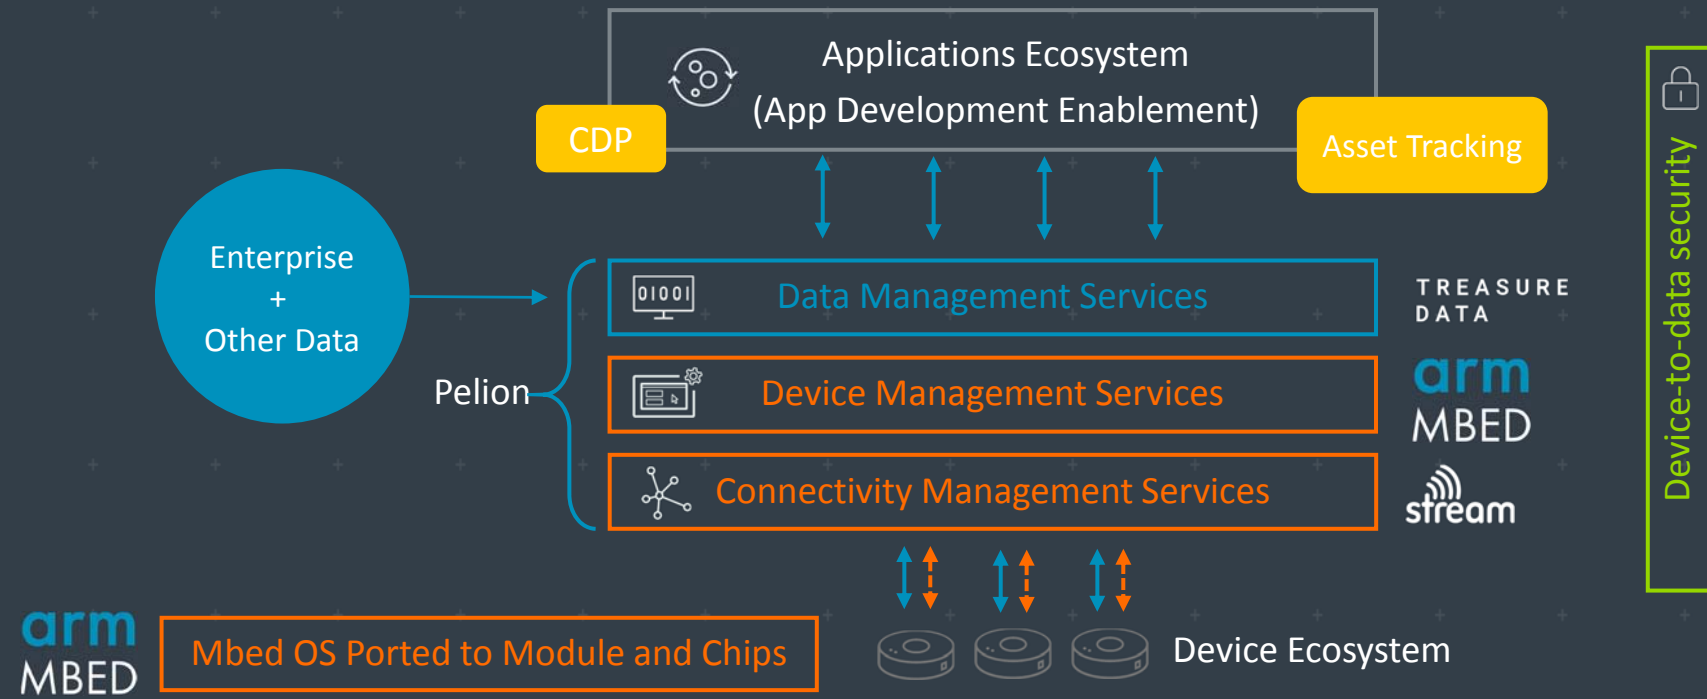 Applications Ecosystem
(App Development Enablement)
CDP
Asset Tracking
Enterprise
+
Other Data
Pelion
01001
Data Management Services
TREASURE
DATA
Device Management Services
arm
MBED
Connectivity Management Services
stream
Device-to-data security
arm
MBED
Mbed OS Ported to Module and Chips
Device Ecosystem